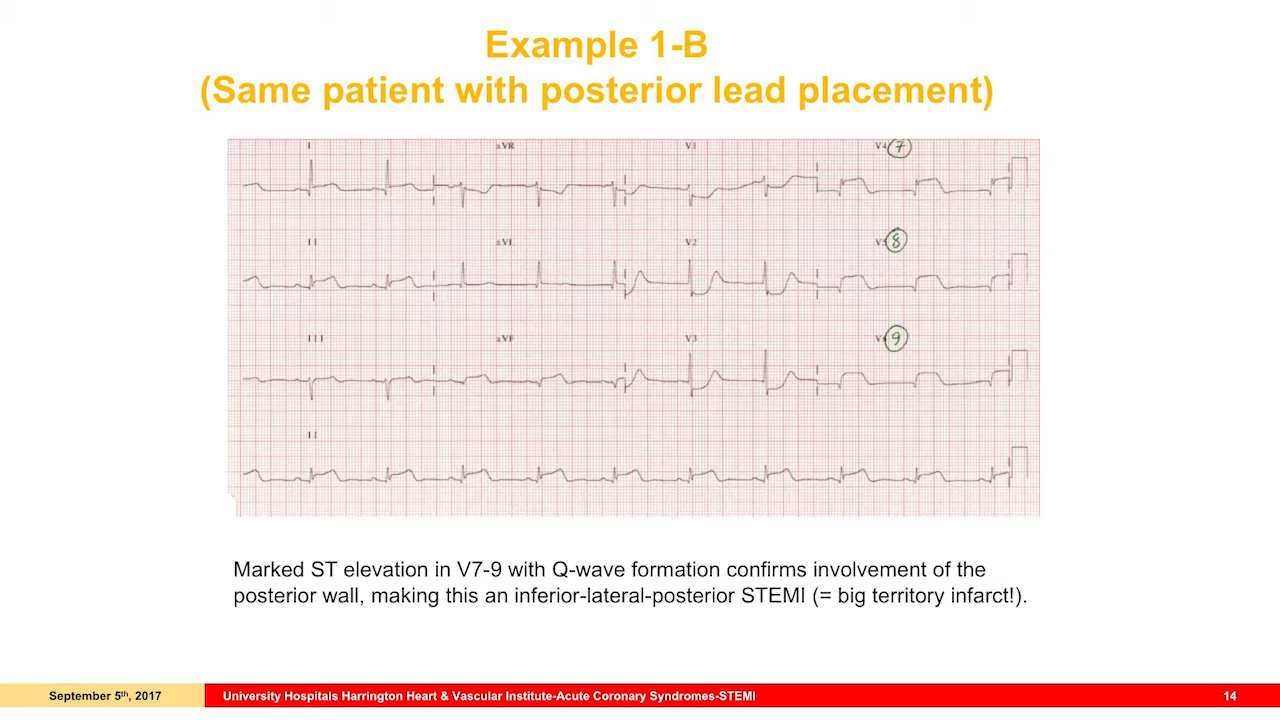 Example 1-B
(Same patient with posterior lead placement)
I aVR V1 V4 7
II aVL V2 V5 8
III aVF V3 V6 9
II
Marked ST elevation in V7-9 with Q-wave formation confirms involvement of the
posterior wall, making this an inferior-lateral-posterior STEMI (= big territory infarct!).
September 5th, 2017 University Hospitals Harrington Heart & Vascular Institute-Acute Coronary Syndromes-STEMI 14